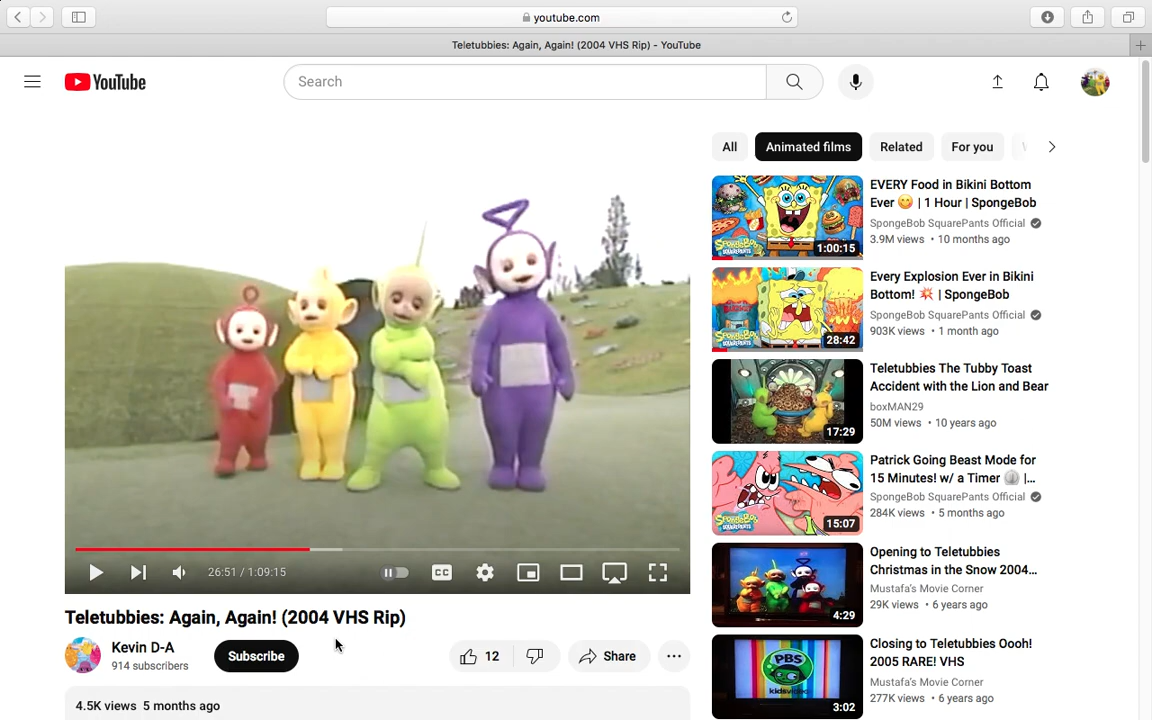 youtube.com
Teletubbies: Again, Again! (2004 VHS Rip) - YouTube
YouTube
Search
All
Animated films
Related
For you
EVERY Food in Bikini Bottom
Ever 😋 | 1 Hour | SpongeBob
SpongeBob SquarePants Official
3.9M views • 10 months ago
1:00:15
Every Explosion Ever in Bikini
Bottom! 💥 | SpongeBob
SpongeBob SquarePants Official
903K views • 1 month ago
28:42
Teletubbies The Tubby Toast
Accident with the Lion and Bear
boxMAN29
50M views • 10 years ago
17:29
Patrick Going Beast Mode for
15 Minutes! w/ a Timer ⏲️ |...
SpongeBob SquarePants Official
284K views • 5 months ago
15:07
Opening to Teletubbies
Christmas in the Snow 2004...
Mustafa's Movie Corner
29K views • 6 years ago
4:29
Closing to Teletubbies Oooh!
2005 RARE! VHS
Mustafa's Movie Corner
277K views • 6 years ago
PBS
kidsvideo
3:02
26:51 / 1:09:15
CC
Teletubbies: Again, Again! (2004 VHS Rip)
Kevin D-A
914 subscribers
Subscribe
12
Share
4.5K views 5 months ago